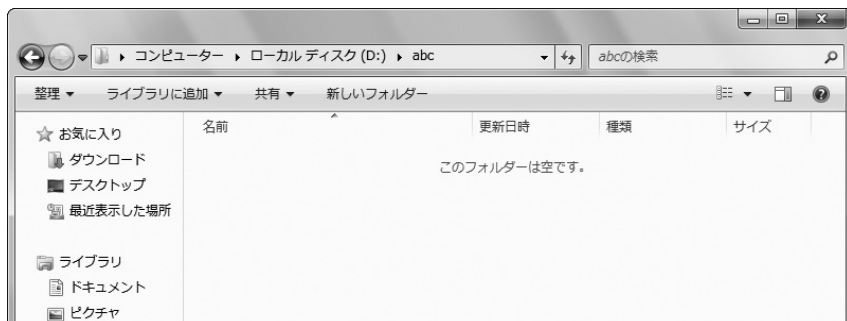 コンピューター ローカル ディスク (D:) abc abcの検索
整理 ライブラリに追加 共有 新しいフォルダー
名前 更新日時 種類 サイズ
このフォルダーは空です。
お気に入り
ダウンロード
デスクトップ
最近表示した場所
ライブラリ
ドキュメント
ピクチャ